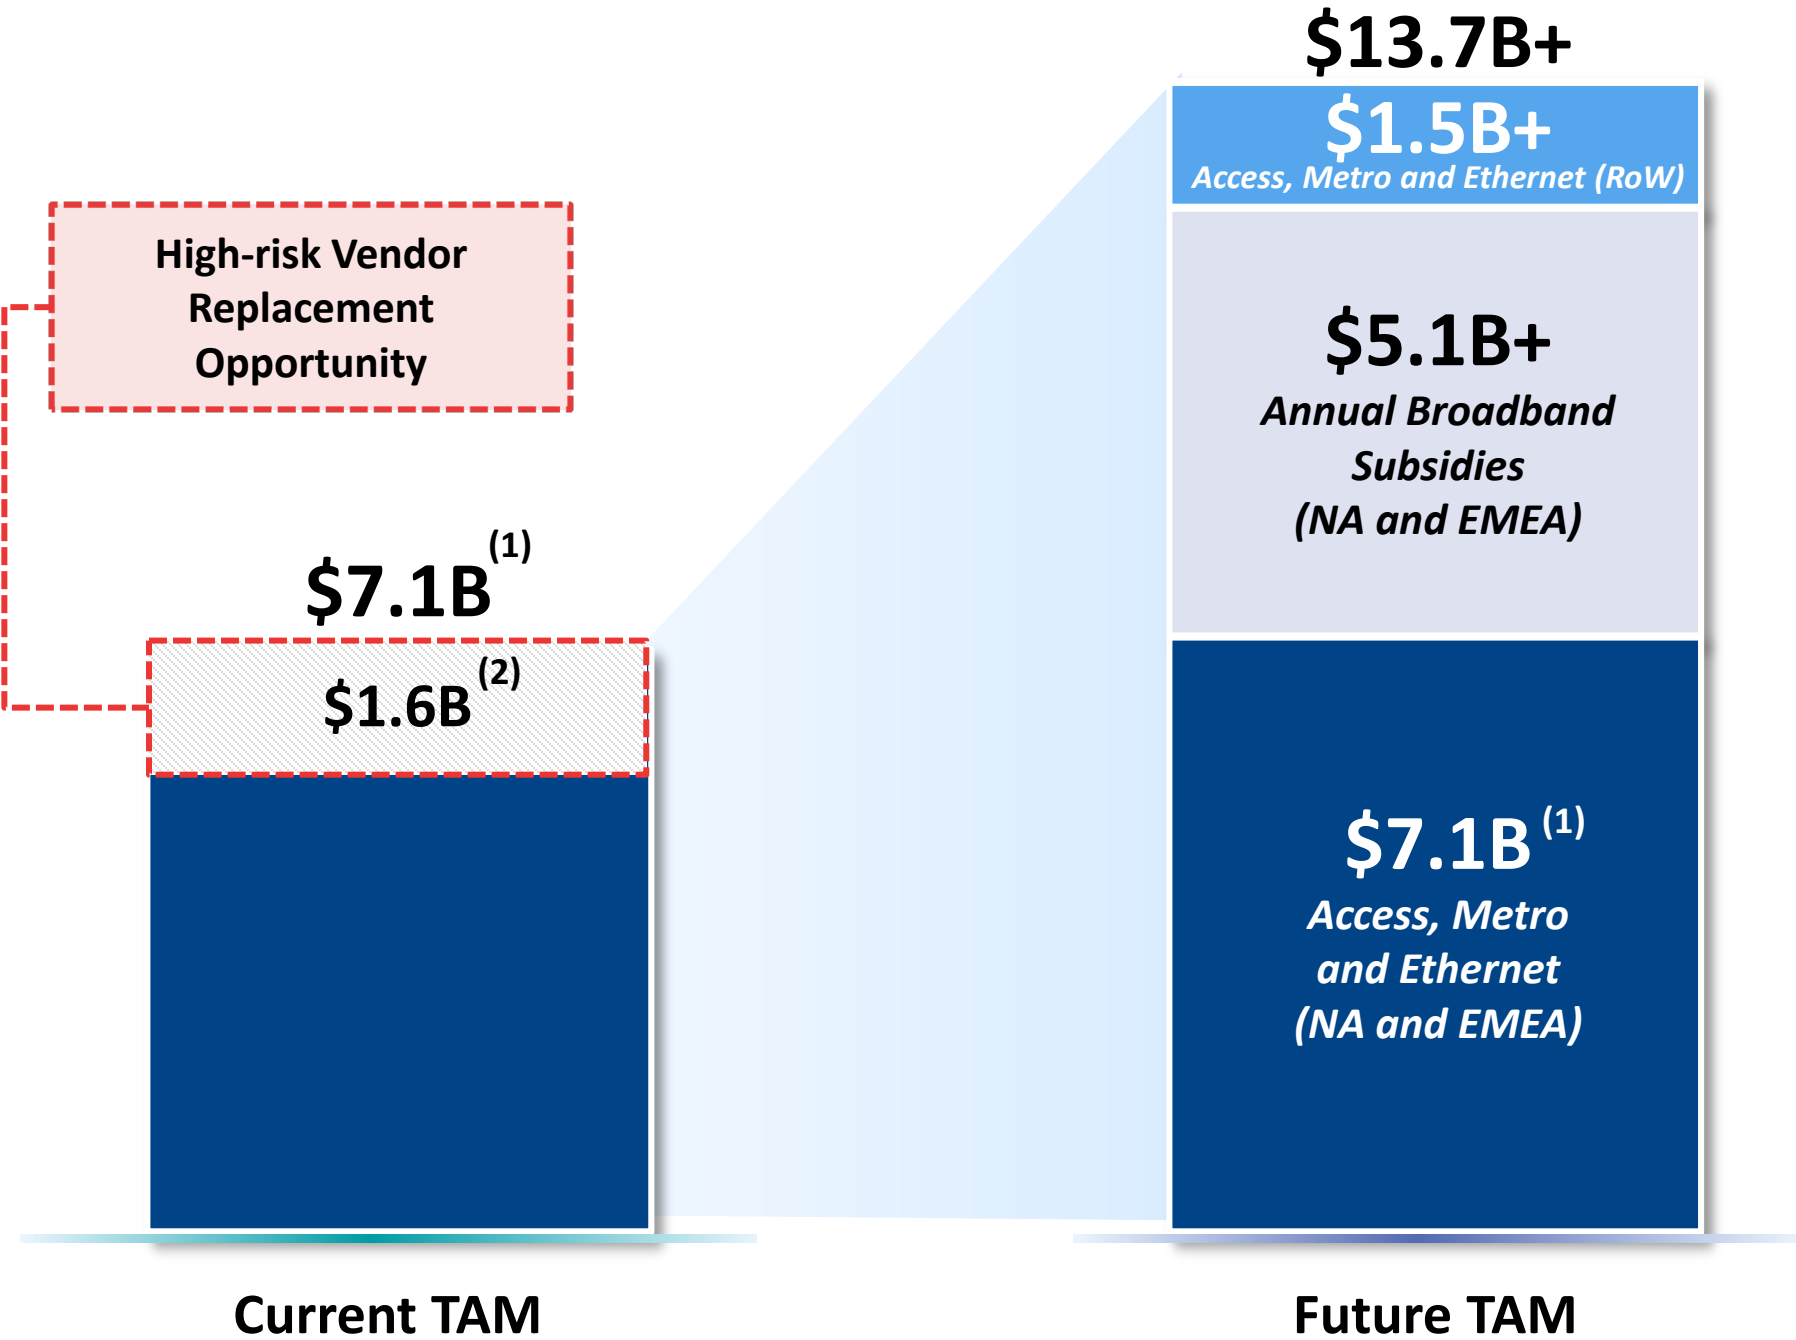 High-risk Vendor
Replacement
Opportunity
$7.1B(1)
$1.6B(2)
Current TAM
$13.7B+
$1.5B+
Access, Metro and Ethernet (RoW)
$5.1B+
Annual Broadband
Subsidies
(NA and EMEA)
$7.1B(1)
Access, Metro
and Ethernet
(NA and EMEA)
Future TAM